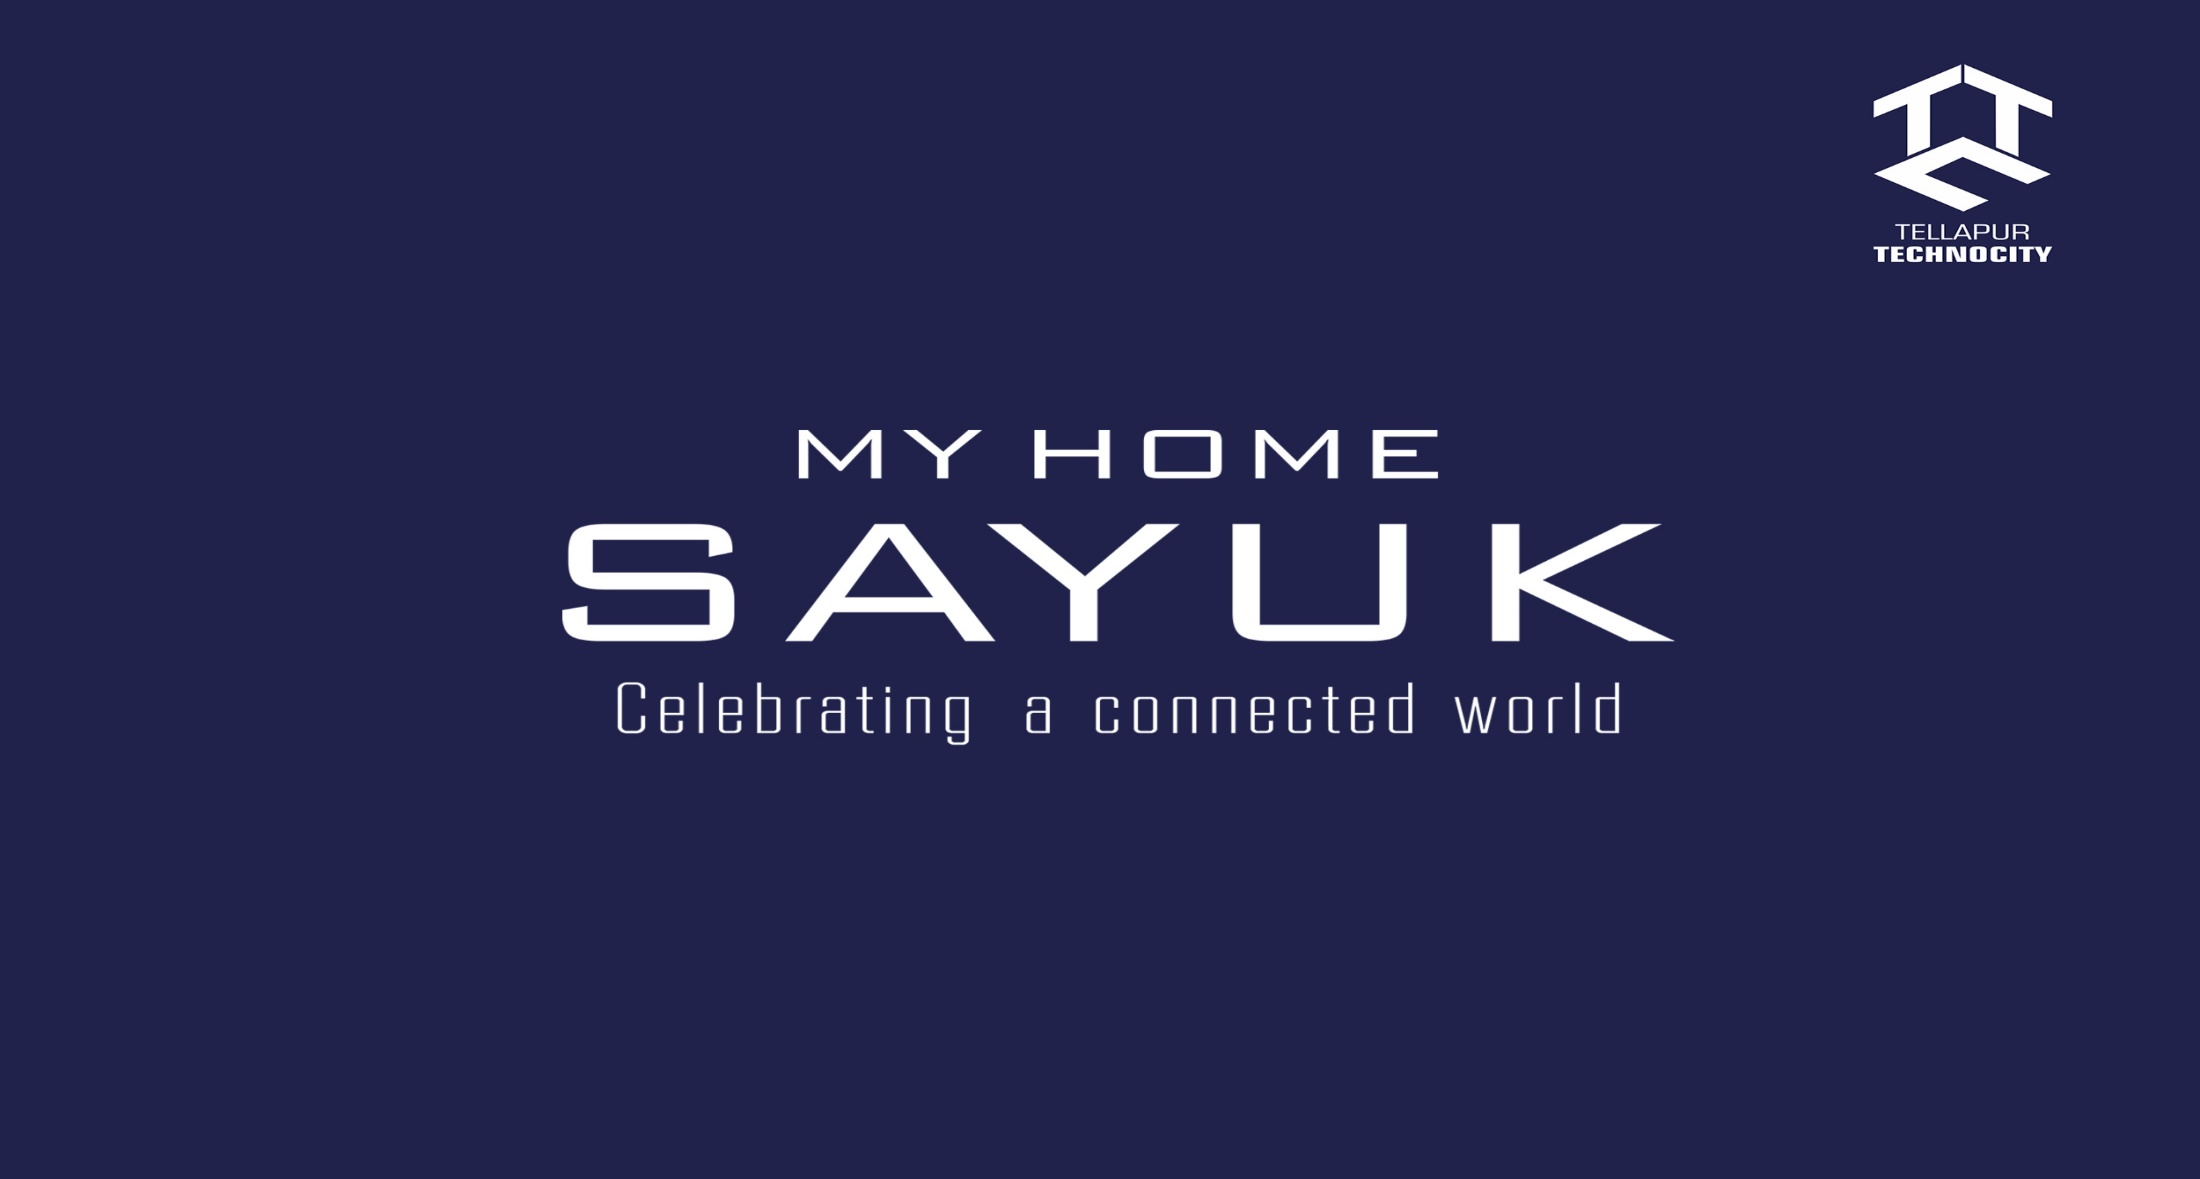 TELLAPUR
TECHNOCITY
MY HOME
SAYUK
Celebrating a connected world